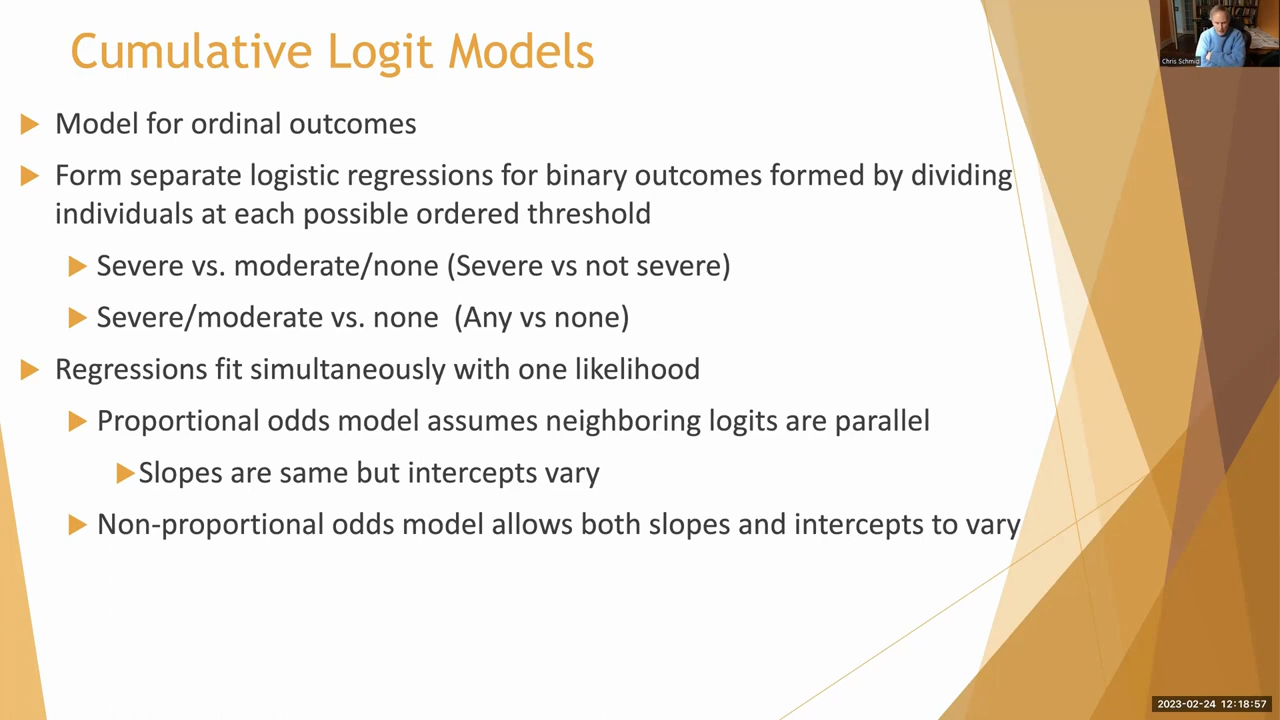 Cumulative Logit Models
Model for ordinal outcomes
Form separate logistic regressions for binary outcomes formed by dividing
individuals at each possible ordered threshold
Severe vs. moderate/none (Severe vs not severe)
Severe/moderate vs. none (Any vs none)
Regressions fit simultaneously with one likelihood
Proportional odds model assumes neighboring logits are parallel
Slopes are same but intercepts vary
Non-proportional odds model allows both slopes and intercepts to vary
Chris Schmid
2023-02-24 12:18:57